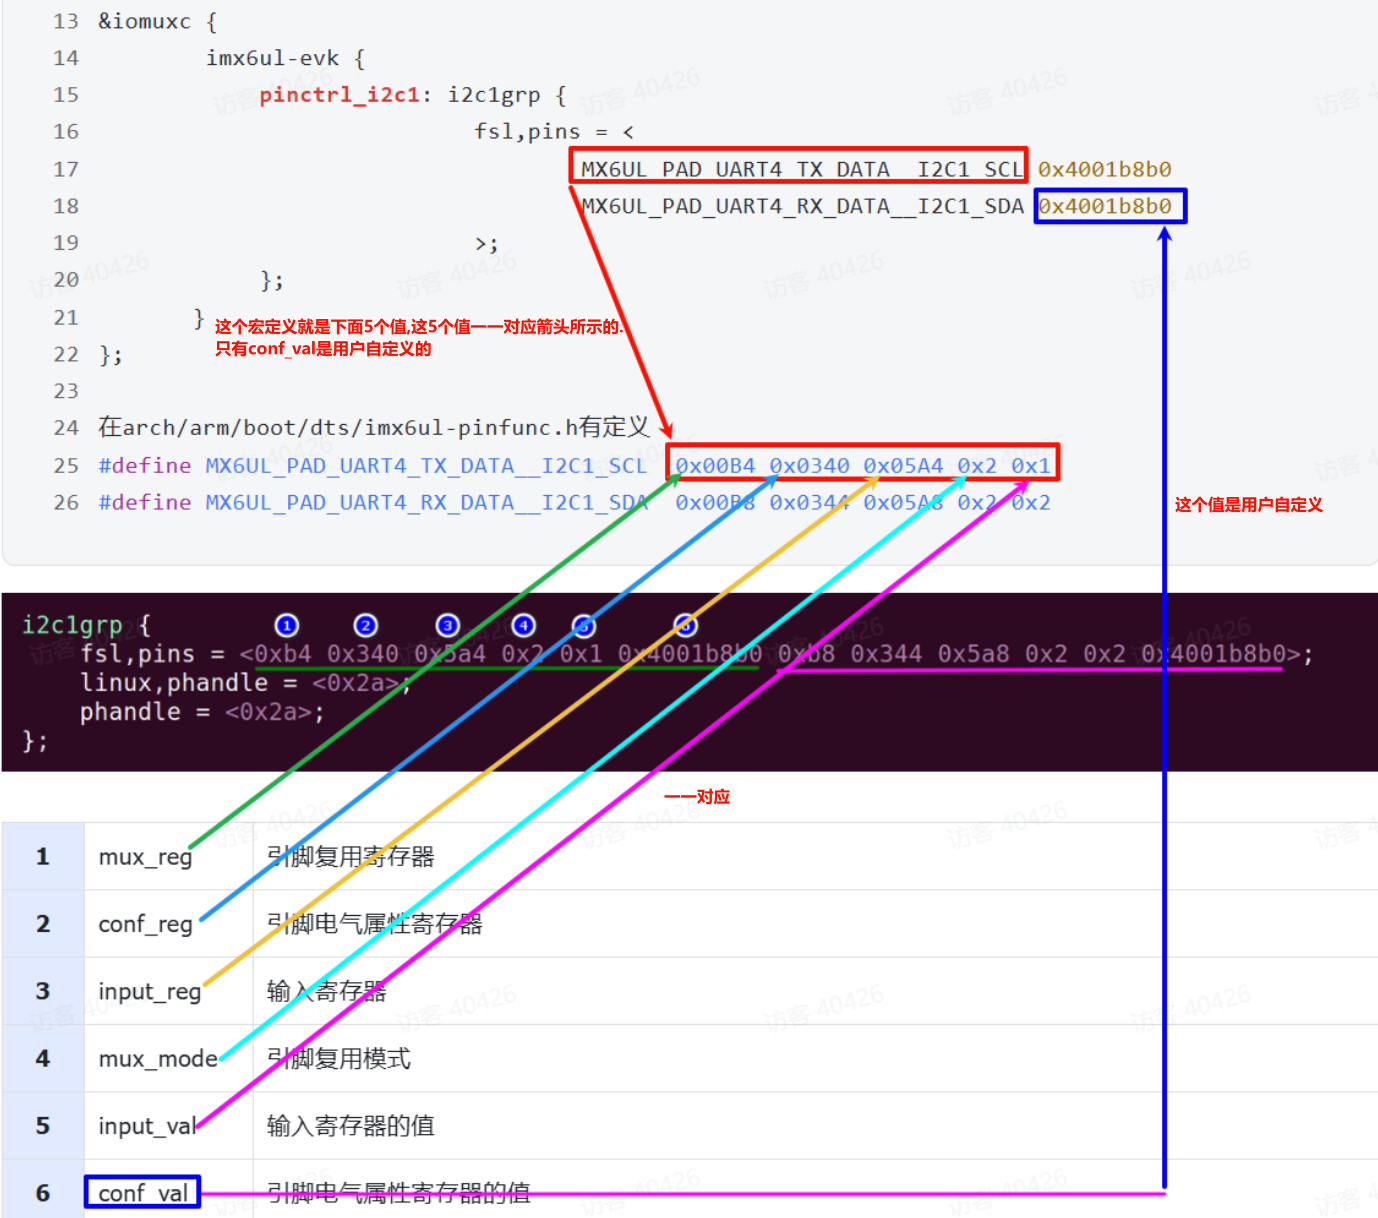 13 &iomuxc {
14 imx6ul-evk {
15 pinctrl_i2c1: i2c1grp {
16 fsl,pins = <
17 MX6UL_PAD_UART4_TX_DATA__I2C1_SCL 0x4001b8b0
18 MX6UL_PAD_UART4_RX_DATA__I2C1_SDA 0x4001b8b0
19 >;
20 };
21 }
这个宏定义就是下面5个值,这5个值一一对应箭头所示的.
只有conf_val是用户自定义的
22 };
23
24 在arch/arm/boot/dts/imx6ul-pinfunc.h有定义
25 #define MX6UL_PAD_UART4_TX_DATA__I2C1_SCL 0x00B4 0x0340 0x05A4 0x2 0x1
26 #define MX6UL_PAD_UART4_RX_DATA__I2C1_SDA 0x00B8 0x0344 0x05A8 0x2 0x2
这个值是用户自定义
i2c1grp { 1 2 3 4 5 6
fsl,pins = <0xb4 0x340 0x5a4 0x2 0x1 0x4001b8b0 0xb8 0x344 0x5a8 0x2 0x2 0x4001b8b0>;
linux,phandle = <0x2a>;
phandle = <0x2a>;
};
一一对应
1 mux_reg 引脚复用寄存器
2 conf_reg 引脚电气属性寄存器
3 input_reg 输入寄存器
4 mux_mode 引脚复用模式
5 input_val 输入寄存器的值
6 conf_val 引脚电气属性寄存器的值
访客 40426